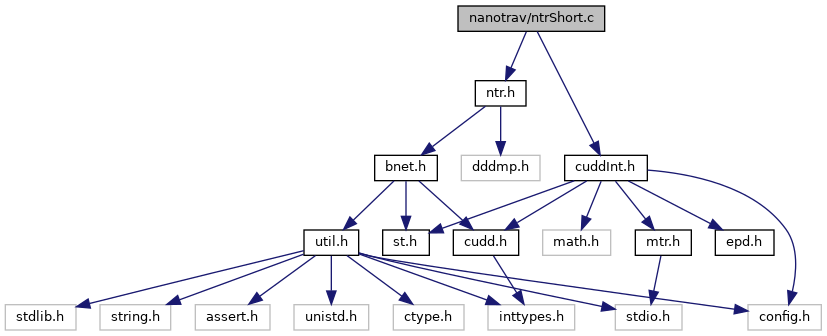 nanotrav/ntrShort.c
ntr.h
bnet.h
dddmp.h
cuddInt.h
util.h
st.h
cudd.h
math.h
mtr.h
epd.h
stdlib.h
string.h
assert.h
unistd.h
ctype.h
inttypes.h
stdio.h
config.h